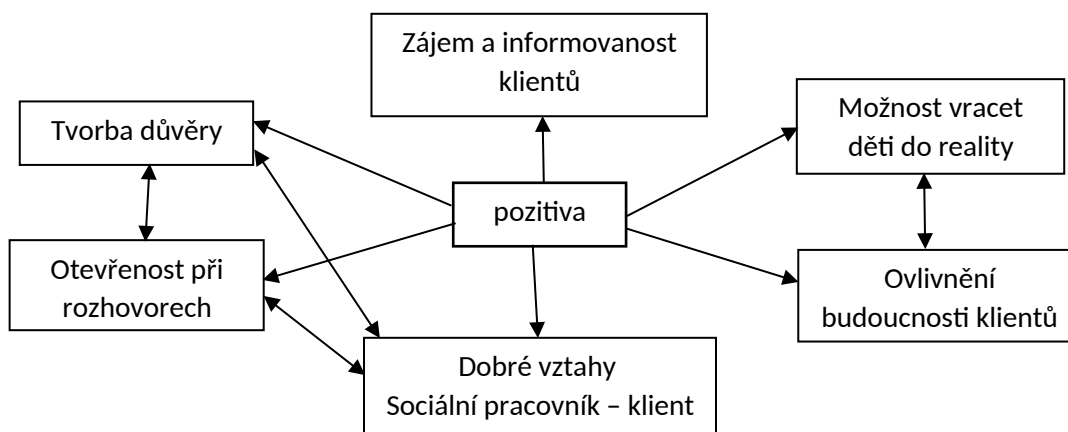 Zájem a informovanost
klientů
Tvorba důvěry
Možnost vracet
děti do reality
pozitiva
Otevřenost při
rozhovorech
Ovlivnění
budoucnosti klientů
Dobré vztahy
Sociální pracovník – klient